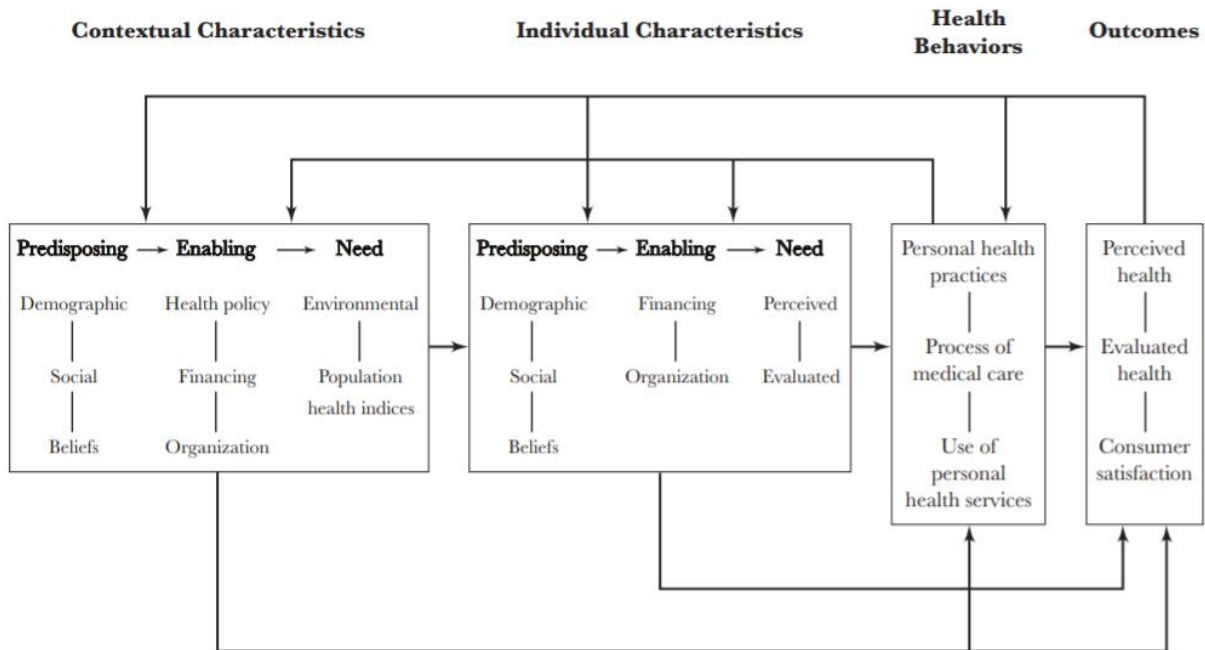 Contextual Characteristics
Individual Characteristics
Health
Behaviors
Outcomes
Predisposing Enabling Need
Demographic Health policy Environmental
Social Financing Population
health indices
Beliefs Organization
Predisposing Enabling Need
Demographic Financing Perceived
Social Organization Evaluated
Beliefs
Personal health
practices
Process of
medical care
Use of
personal
health services
Perceived
health
Evaluated
health
Consumer
satisfaction